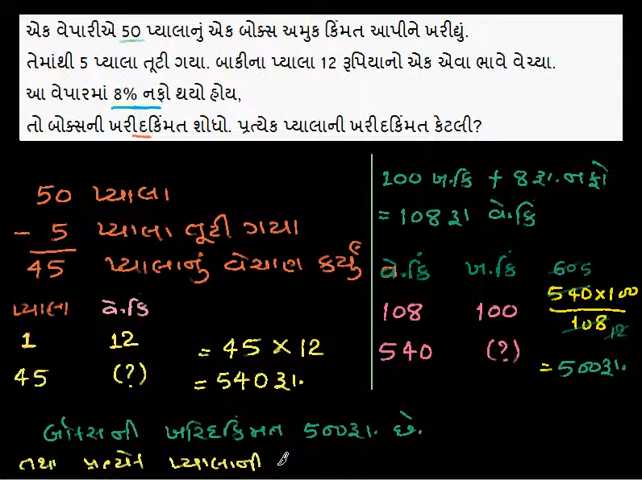 એક વેપારીએ 50 પ્યાલાનું એક બોક્સ અમુક કિંમત આપીને ખરીદ્યું.
તેમાંથી 5 પ્યાલા તૂટી ગયા. બાકીના પ્યાલા 12 રૂપિયાનો એક એવા ભાવે વેચ્યા.
આ વેપારમાં 8% નફો થયો હોય,
તો બોક્સની ખરીદકિંમત શોધો. પ્રત્યેક પ્યાલાની ખરીદકિંમત કેટલી?
50 પ્યાલા
- 5 પ્યાલા તૂટી ગયા
45 પ્યાલાનું વેચાણ કર્યું
પ્યાલા વે.કિં
1 12
45 (?)
= 45 × 12
= 540 રૂા.
100 ખ.કિં + 8 રૂા. નફો
= 108 રૂા વે.કિં
વે.કિં ખ.કિં
108 100
540 (?)
540 × 100
108
12
= 500 રૂા.
બોક્સની ખરિદકિંમત 500 રૂા. છે.
તથા પ્રત્યેક પ્યાલાની